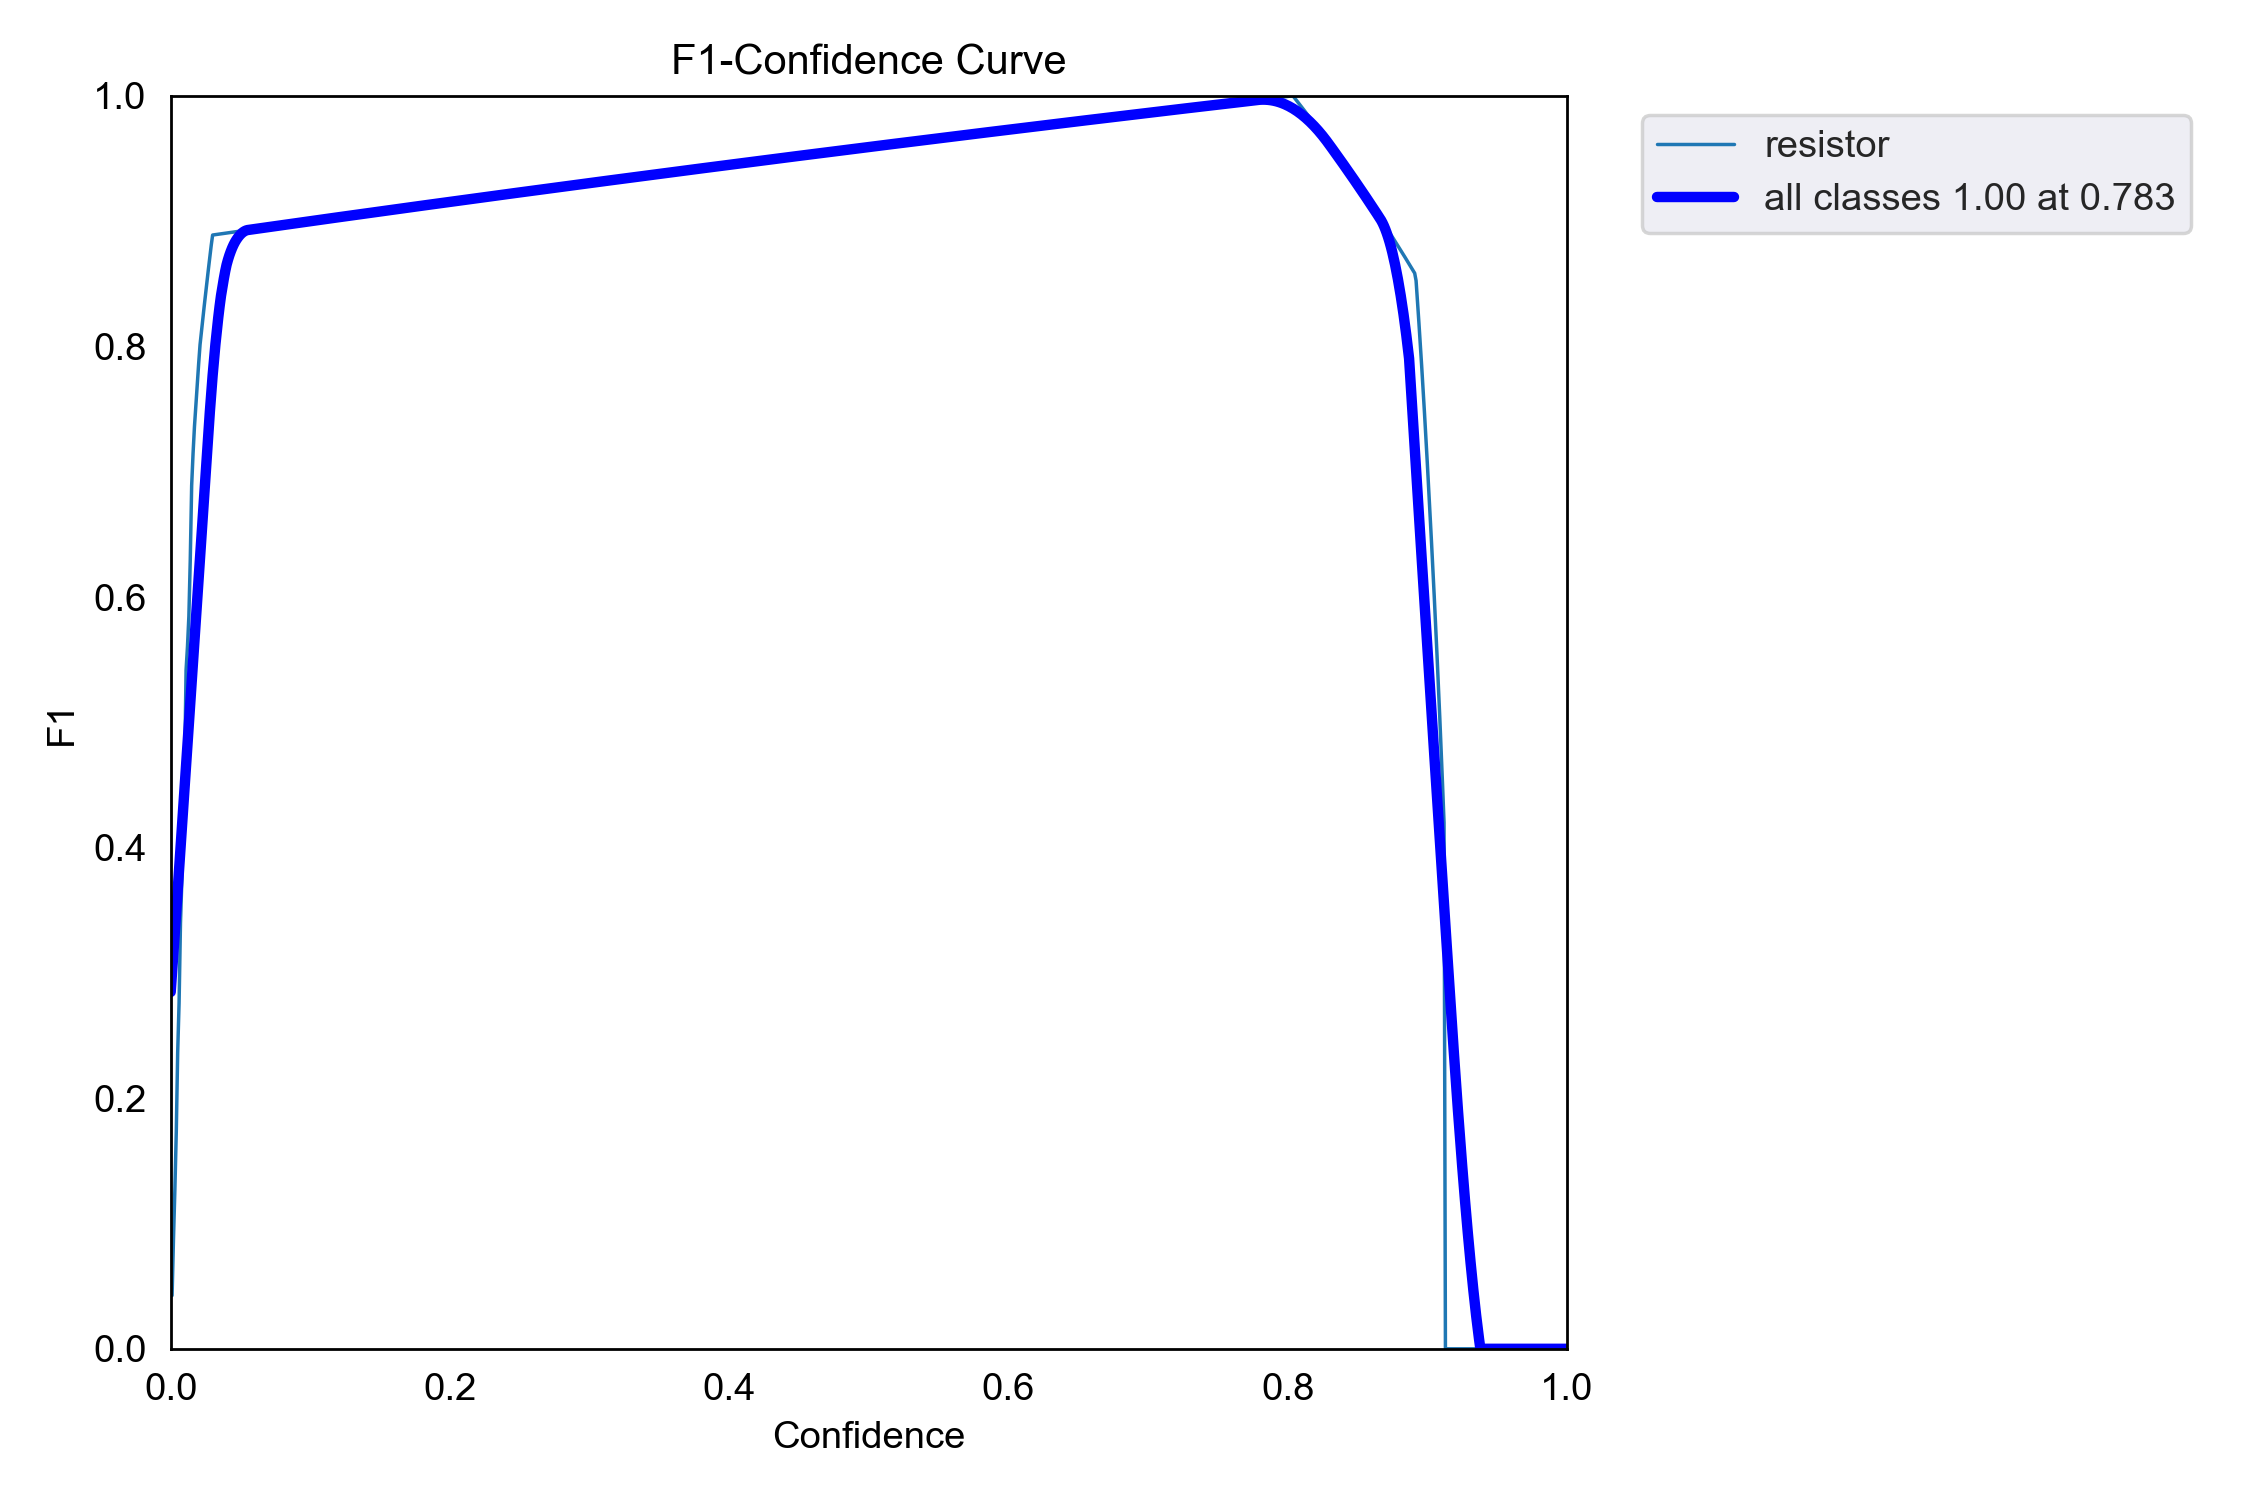 F1-Confidence Curve
resistor
all classes 1.00 at 0.783
1.0
0.8
0.6
0.4
0.2
0.0
F1
0.0 0.2 0.4 0.6 0.8 1.0
Confidence